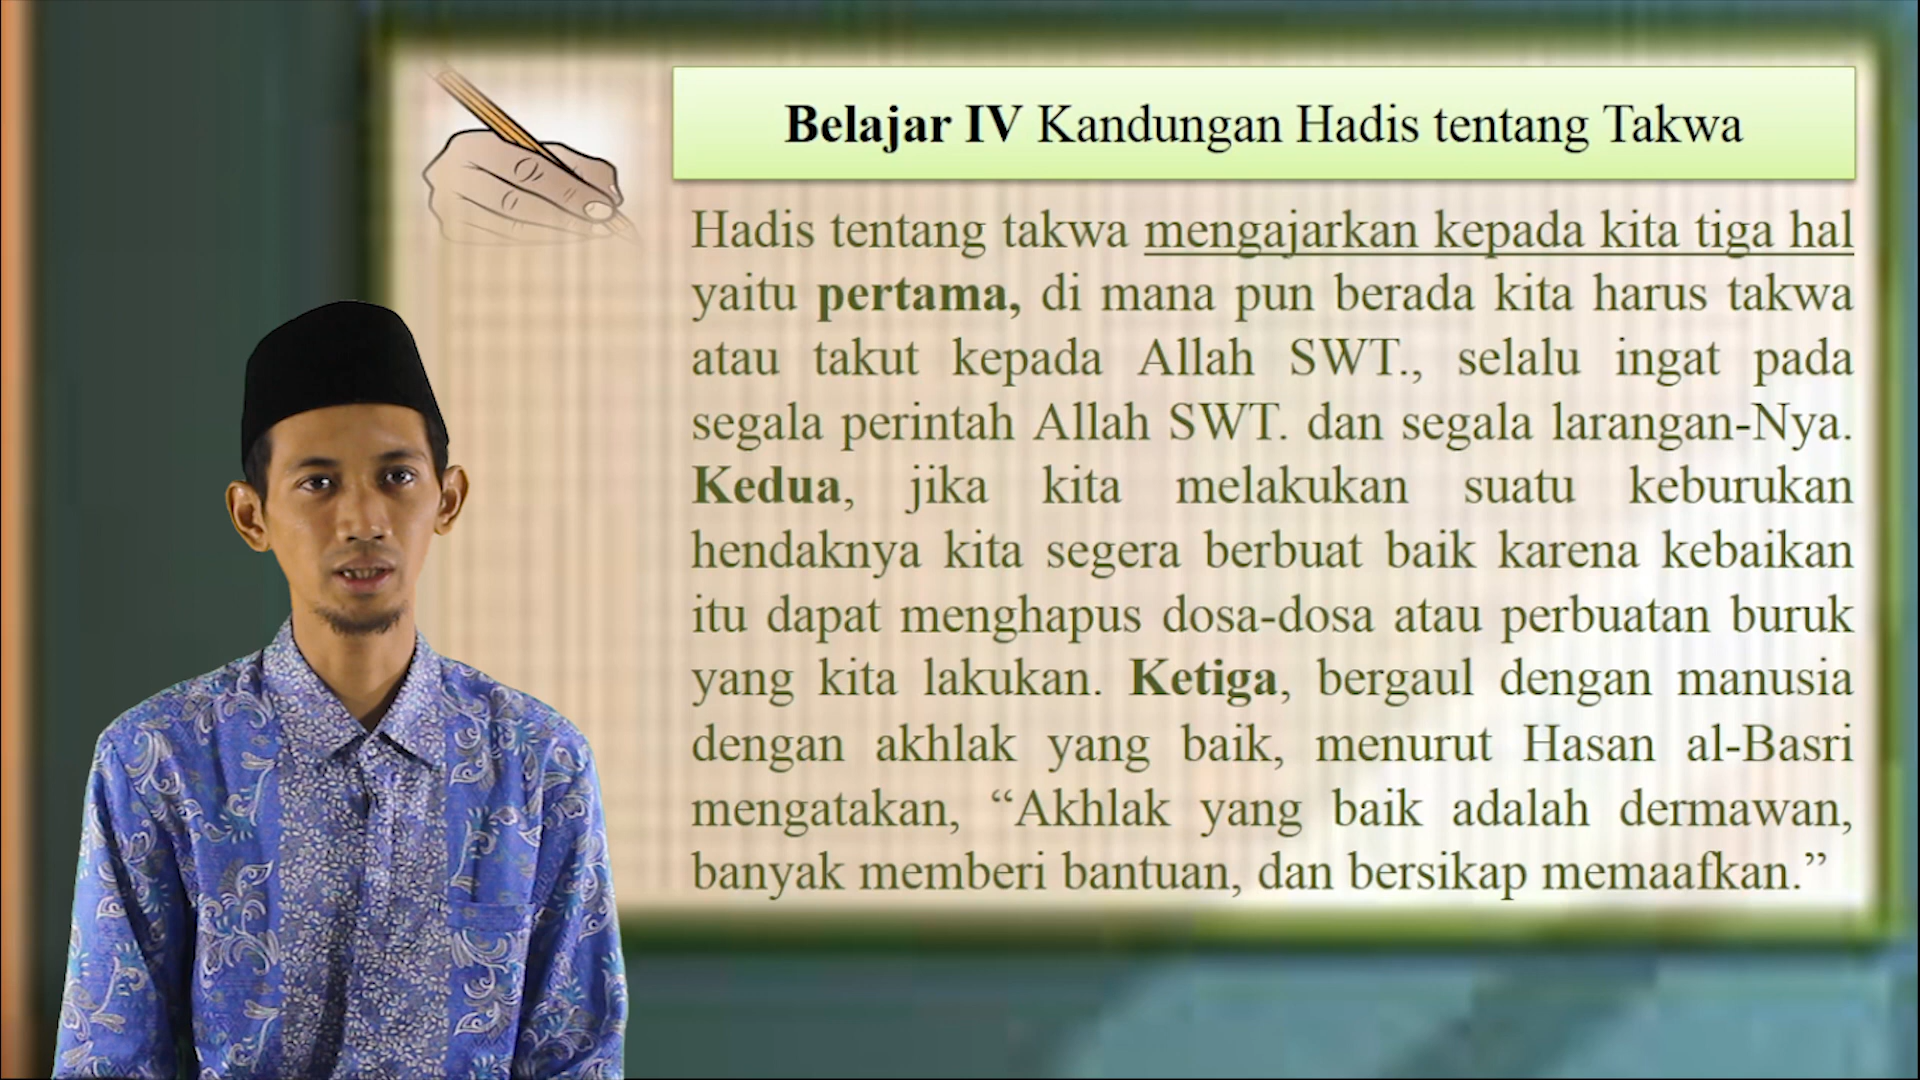 Belajar IV Kandungan Hadis tentang Takwa
Hadis tentang takwa mengajarkan kepada kita tiga hal
yaitu pertama, di mana pun berada kita harus takwa
atau takut kepada Allah SWT., selalu ingat pada
segala perintah Allah SWT. dan segala larangan-Nya.
Kedua, jika kita melakukan suatu keburukan
hendaknya kita segera berbuat baik karena kebaikan
itu dapat menghapus dosa-dosa atau perbuatan buruk
yang kita lakukan. Ketiga, bergaul dengan manusia
dengan akhlak yang baik, menurut Hasan al-Basri
mengatakan, “Akhlak yang baik adalah dermawan,
banyak memberi bantuan, dan bersikap memaafkan.”